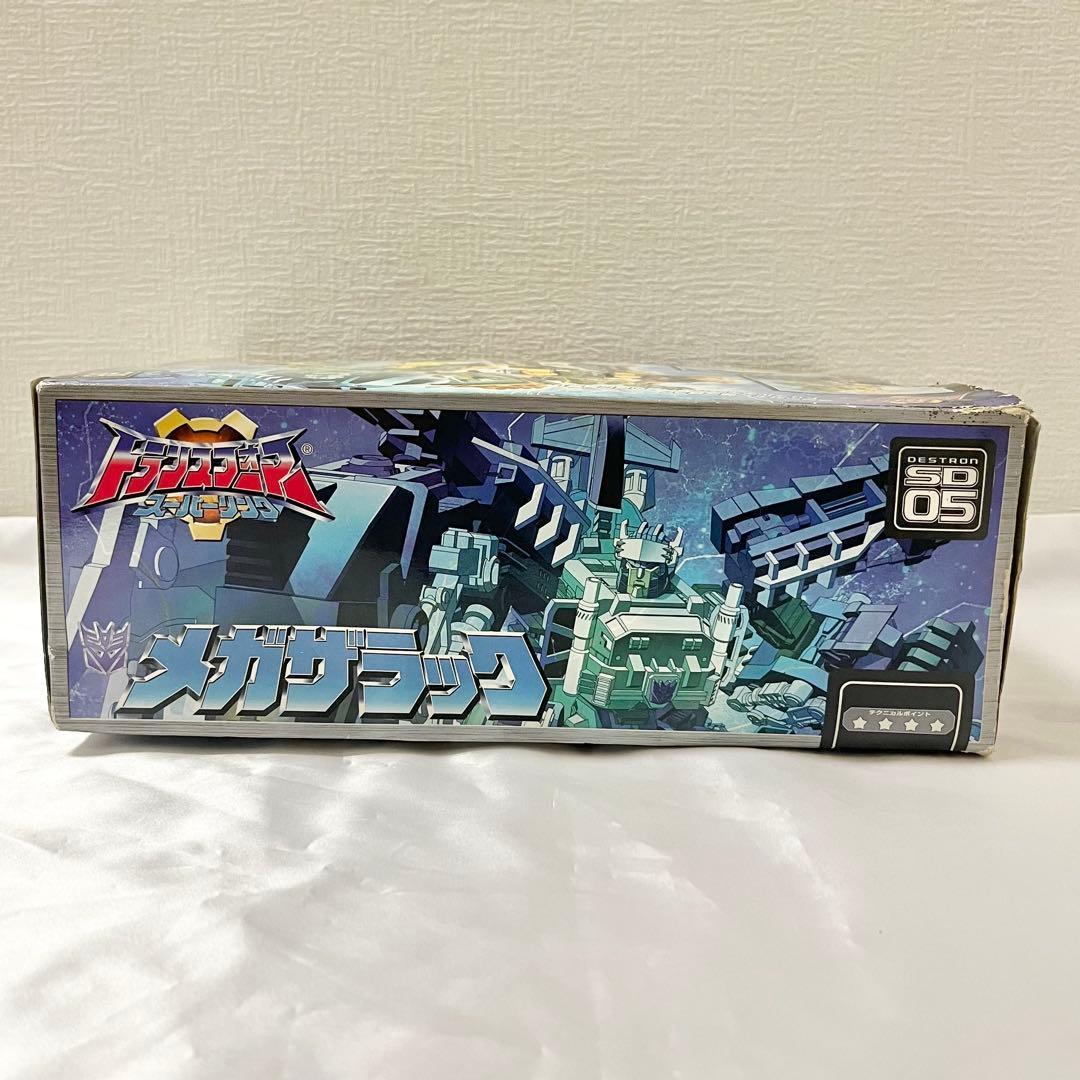 トランスフォーマー®
スーパーリンク
DESTRON
SD
05
メガザラック
テクニカルポイント